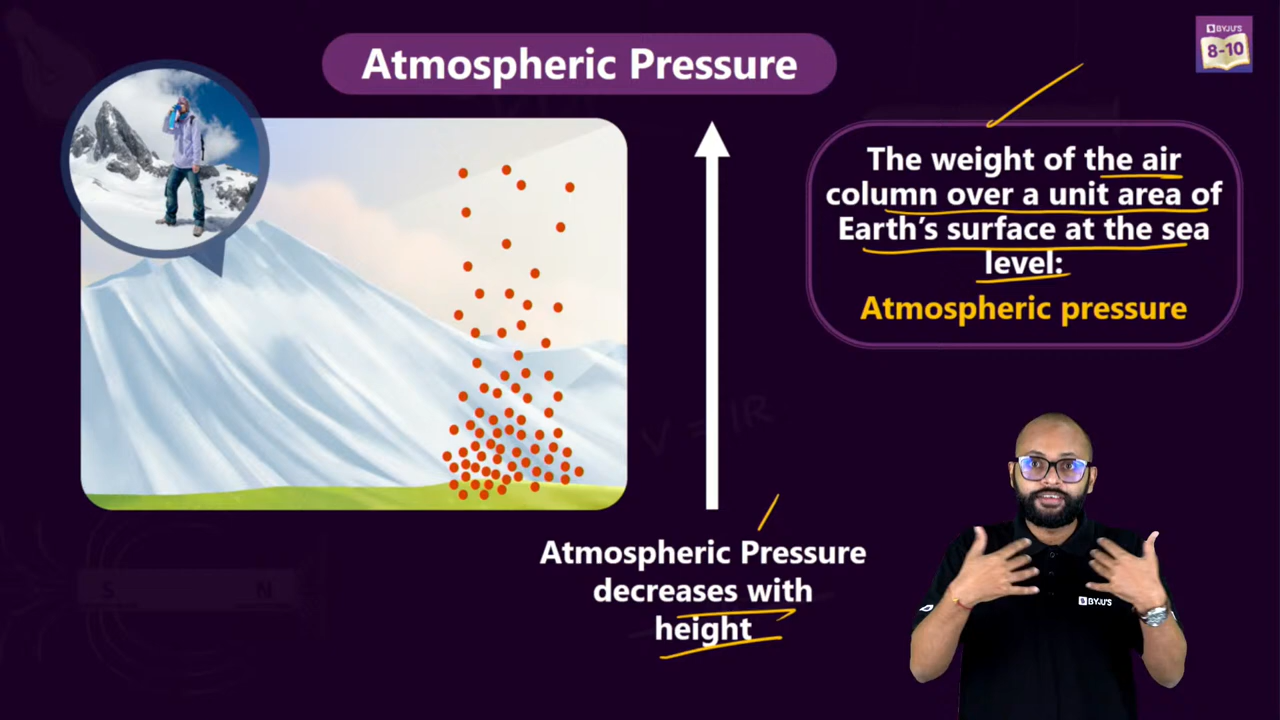 Atmospheric Pressure
BYJU'S
8-10
The weight of the air
column over a unit area of
Earth's surface at the sea
level:
Atmospheric pressure
V = IR
Atmospheric Pressure
decreases with
height
S N
BYJU'S